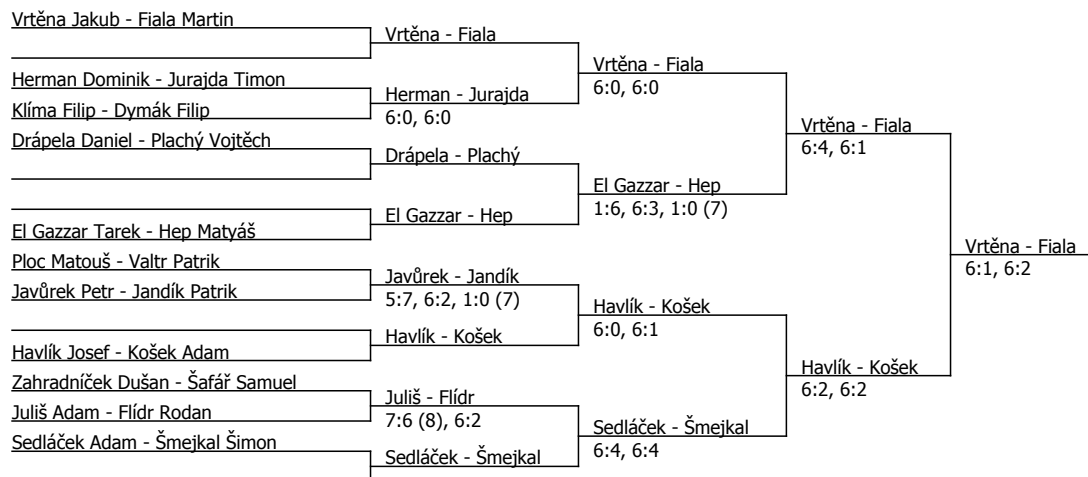 Vrtěna Jakub - Fiala Martin
Vrtěna - Fiala
Vrtěna - Fiala
6:0, 6:0
Herman Dominik - Jurajda Timon
Herman - Jurajda
6:0, 6:0
Klíma Filip - Dymák Filip
Vrtěna - Fiala
6:4, 6:1
Drápela Daniel - Plachý Vojtěch
Drápela - Plachý
El Gazzar - Hep
1:6, 6:3, 1:0 (7)
El Gazzar - Hep
El Gazzar Tarek - Hep Matyáš
Vrtěna - Fiala
6:1, 6:2
Ploc Matouš - Valtr Patrik
Javůrek - Jandík
5:7, 6:2, 1:0 (7)
Javůrek Petr - Jandík Patrik
Havlík - Košek
6:0, 6:1
Havlík - Košek
Havlík Josef - Košek Adam
Havlík - Košek
6:2, 6:2
Zahradníček Dušan - Šafář Samuel
Juliš - Flídr
7:6 (8), 6:2
Juliš Adam - Flídr Rodan
Sedláček - Šmejkal
6:4, 6:4
Sedláček Adam - Šmejkal Šimon
Sedláček - Šmejkal